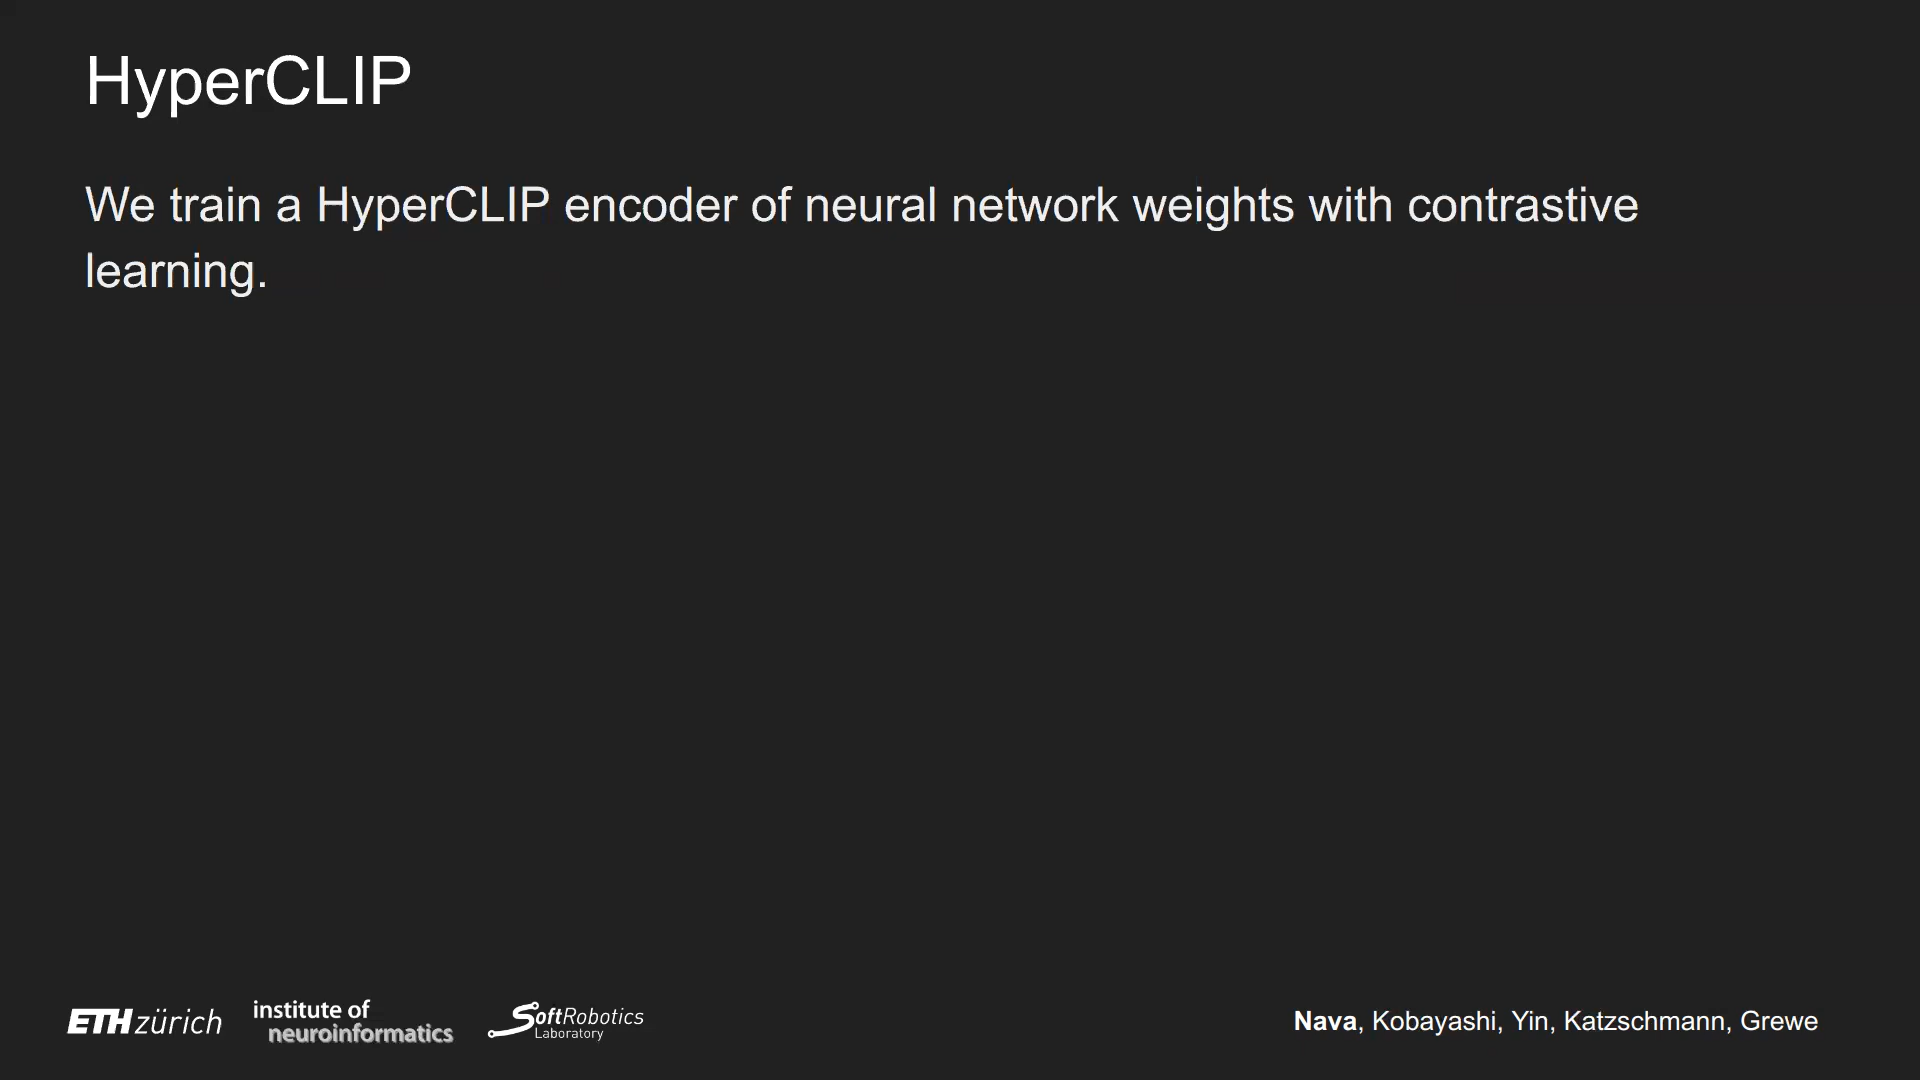 HyperCLIP
We train a HyperCLIP encoder of neural network weights with contrastive
learning.
ETH zürich
institute of
neuroinformatics
SoftRobotics
Laboratory
Nava, Kobayashi, Yin, Katzschmann, Grewe